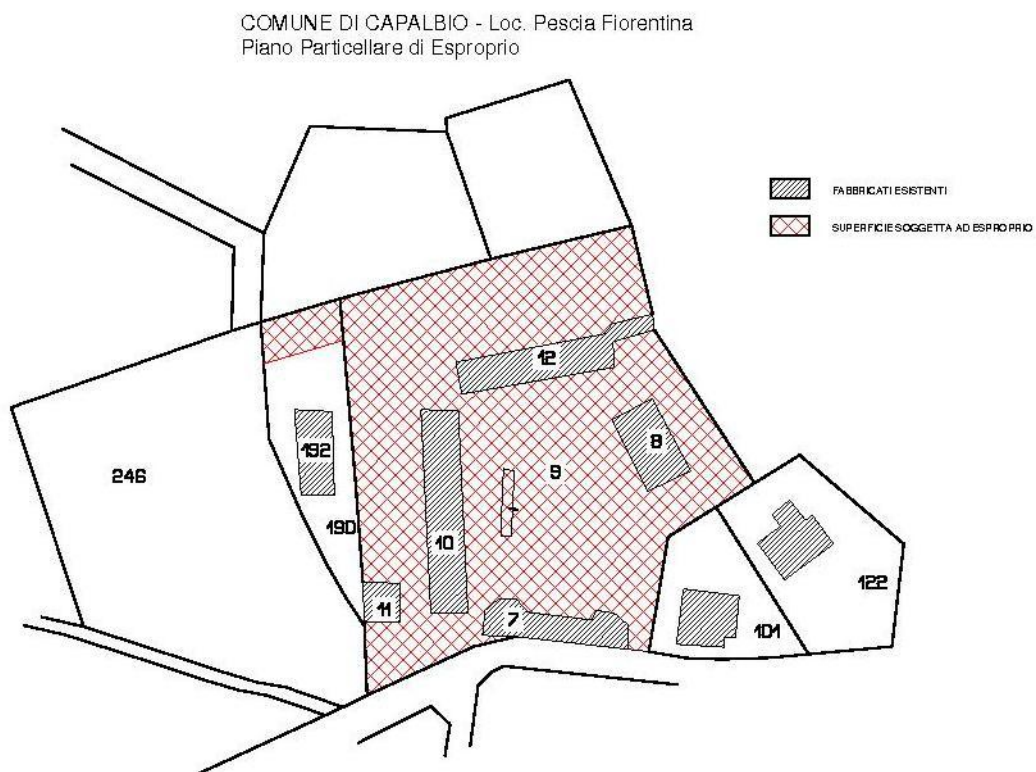 COMUNE DI CAPALBIO - Loc. Pescia Fiorentina
Piano Particellare di Esproprio
FABBRICATI ESISTENTI
SUPERFICIE SOGGETTA AD ESPROPRIO
12
192
8
246
9
190
10
11
7
122
101